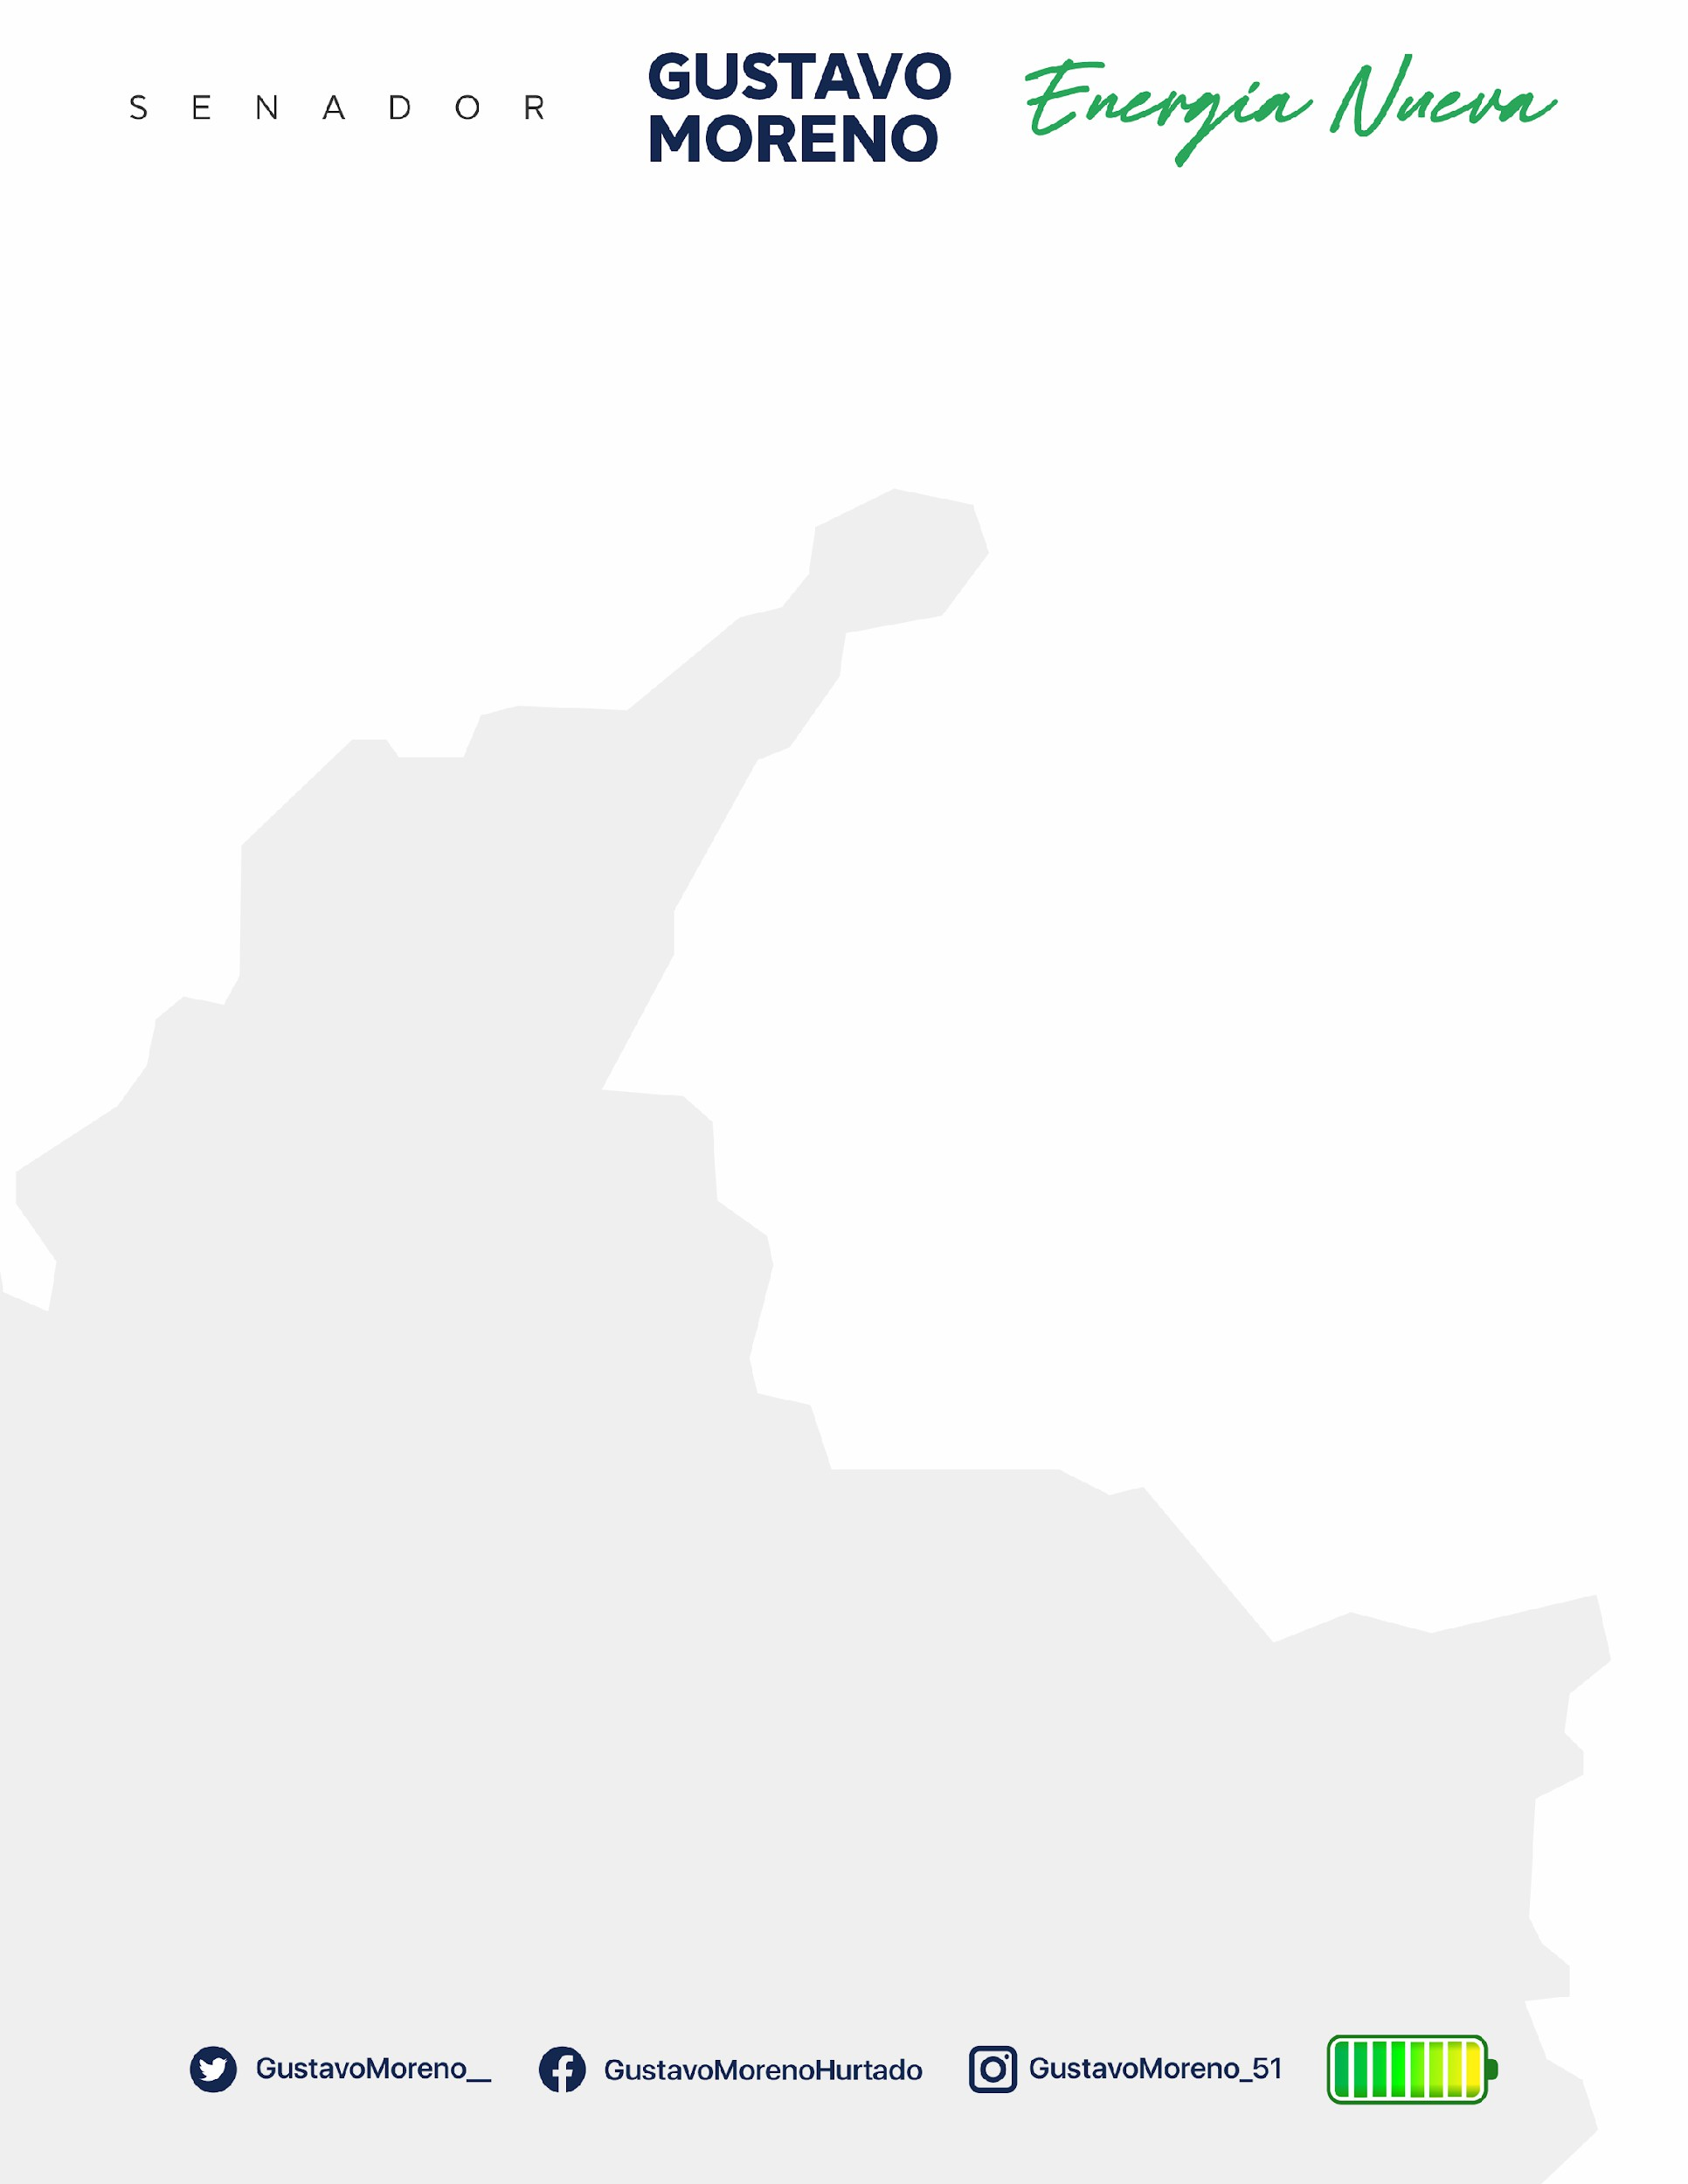 SENADOR
GUSTAVO
MORENO
Energía Nueva
GustavoMoreno__
GustavoMorenoHurtado
GustavoMoreno_51